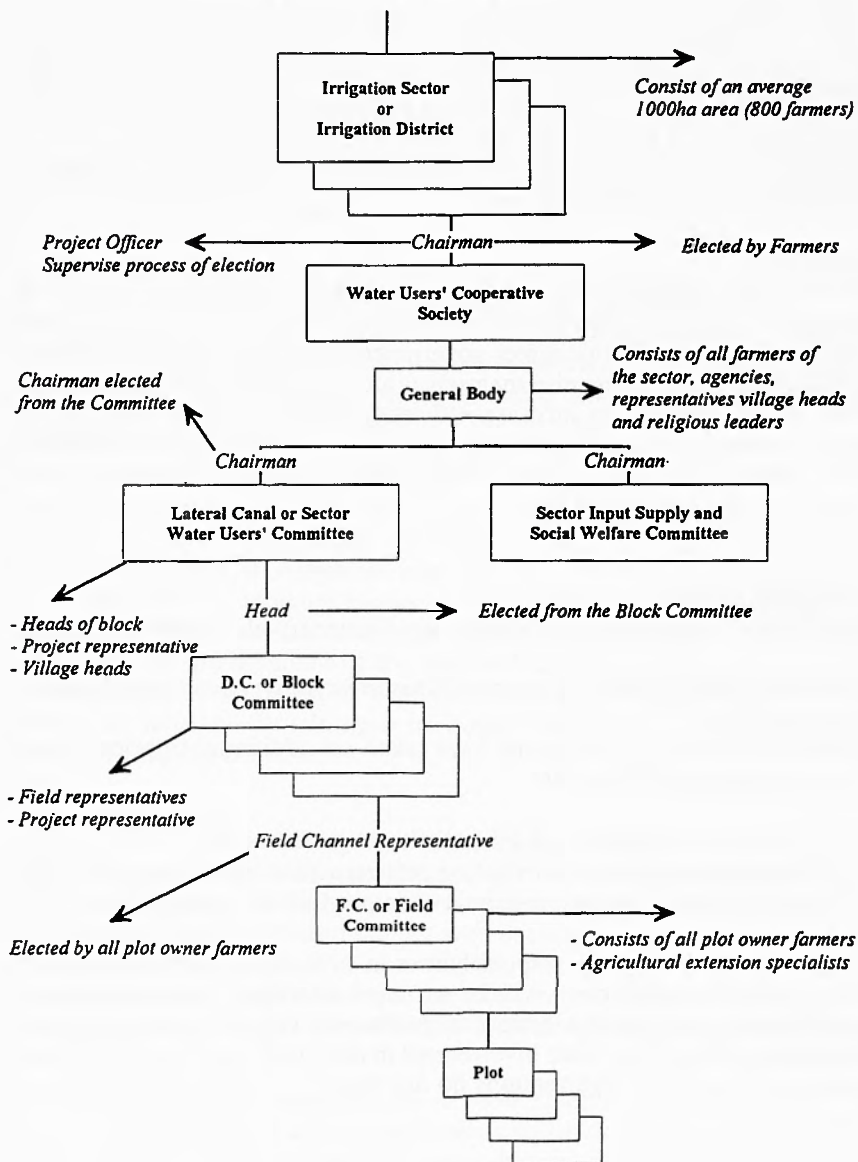 Irrigation Sector
or
Irrigation District
Consist of an average
1000ha area (800 farmers)
Project Officer
Supervise process of election
Chairman
Elected by Farmers
Water Users' Cooperative
Society
General Body
Consists of all farmers of
the sector, agencies,
representatives village heads
and religious leaders
Chairman elected
from the Committee
Chairman
Chairman
Lateral Canal or Sector
Water Users' Committee
Sector Input Supply and
Social Welfare Committee
- Heads of block
- Project representative
- Village heads
Head
Elected from the Block Committee
D.C. or Block
Committee
- Field representatives
- Project representative
Field Channel Representative
Elected by all plot owner farmers
F.C. or Field
Committee
- Consists of all plot owner farmers
- Agricultural extension specialists
Plot